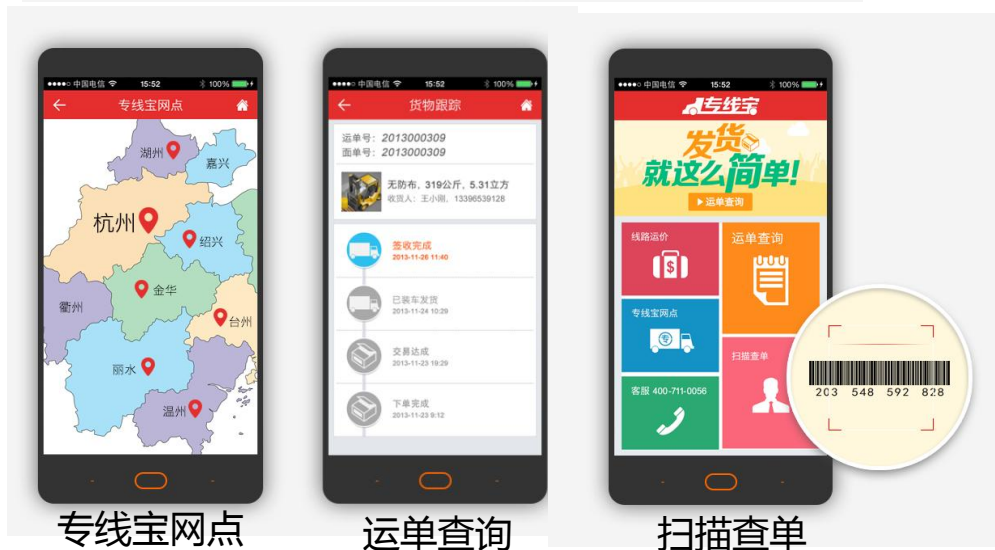 ●●●●○ 中国电信 15:52 100%
专线宝网点
湖州
嘉兴
杭州
绍兴
金华
衢州
台州
丽水
温州
专线宝网点
●●●●○ 中国电信 15:52 100%
货物跟踪
运单号：2013000309
面单号：2013000309
无防布，319公斤，5.31立方
收货人：王小刚，13396539128
签收完成
2013-11-26 11:40
已装车发货
2013-11-24 10:29
交易达成
2013-11-23 19:29
下单完成
2013-11-23 9:12
运单查询
●●●●○ 中国电信 15:52 100%
专线宝
发货
就这么简单!
▶运单查询
线路运价
$
运单查询
专线宝网点
专
扫描查单
客服 400-711-0056
203 548 592 828
扫描查单